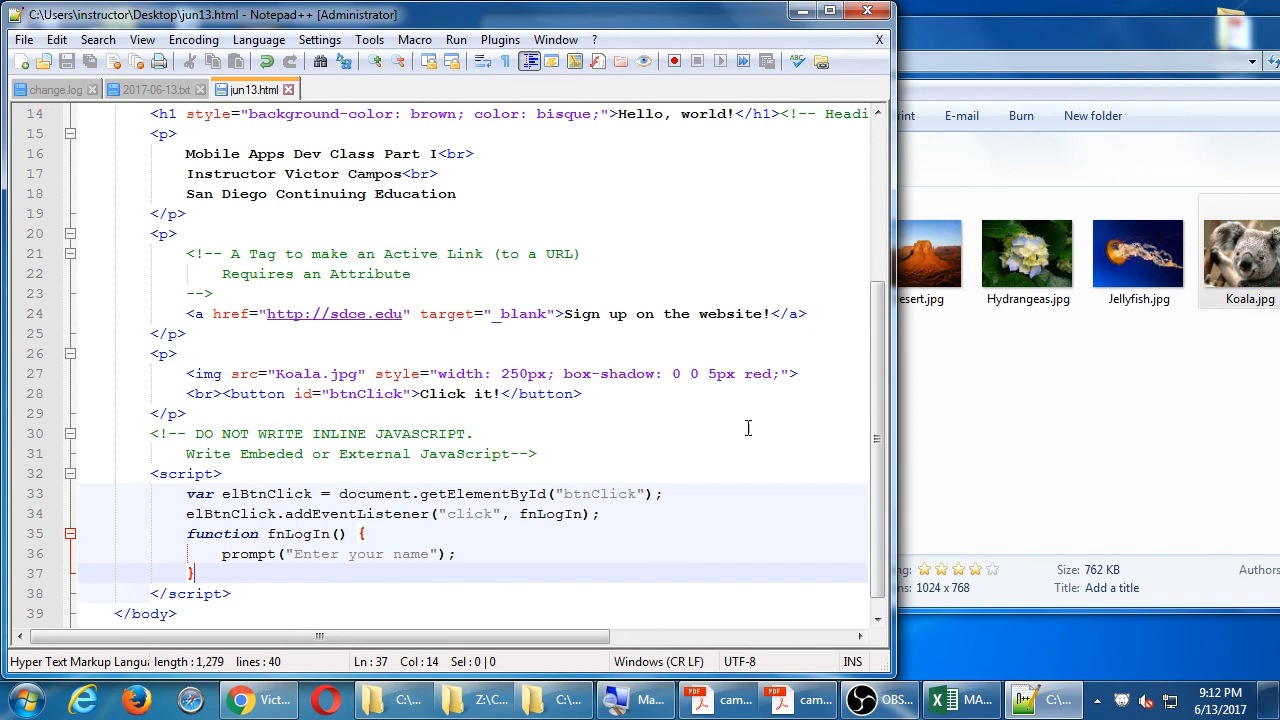 C:\Users\instructor\Desktop\jun13.html - Notepad++ [Administrator]
File Edit Search View Encoding Language Settings Tools Macro Run Plugins Window ? X
change.log 2017-06-13.txt jun13.html
14 <h1 style="background-color: brown; color: bisque;">Hello, world!</h1><!-- Headi
15 <p>
16 Mobile Apps Dev Class Part I<br>
17 Instructor Victor Campos<br>
18 San Diego Continuing Education
19 </p>
20 <p>
21 <!-- A Tag to make an Active Link (to a URL)
22 Requires an Attribute
23 -->
24 <a href="http://sdce.edu" target="_blank">Sign up on the website!</a>
25 </p>
26 <p>
27 <img src="Koala.jpg" style="width: 250px; box-shadow: 0 0 5px red;">
28 <br><button id="btnClick">Click it!</button>
29 </p>
30 <!-- DO NOT WRITE INLINE JAVASCRIPT.
31 Write Embeded or External JavaScript-->
32 <script>
33 var elBtnClick = document.getElementById("btnClick");
34 elBtnClick.addEventListener("click", fnLogIn);
35 function fnLogIn() {
36 prompt("Enter your name");
37 }
38 </script>
39 </body>
Hyper Text Markup Langu length : 1,279 lines : 40 Ln : 37 Col : 14 Sel : 0 | 0 Windows (CR LF) UTF-8 INS
rint E-mail Burn New folder
esert.jpg Hydrangeas.jpg Jellyfish.jpg Koala.jpg
ng: Size: 762 KB Authors
ns: 1024 x 768 Title: Add a title
Vict... C:\... Z:\C... C:\... Ma... cam... cam... OBS... MA... C:\...
9:12 PM
6/13/2017